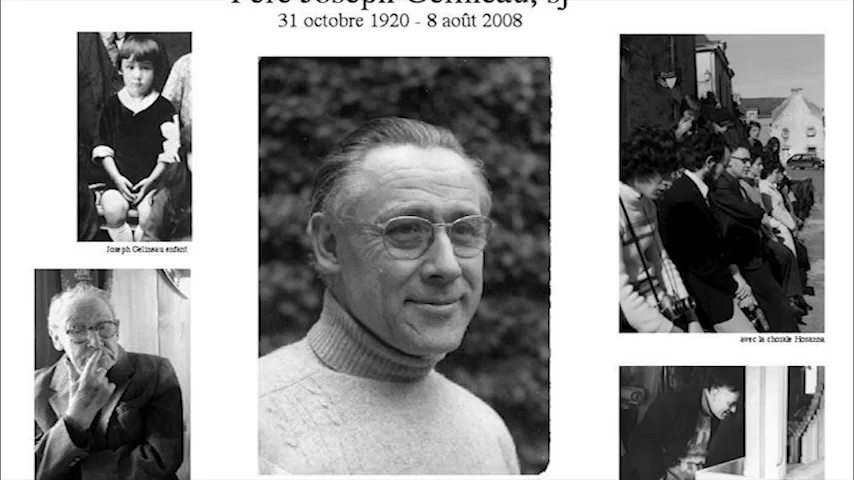 Père Joseph Gelineau, sj
31 octobre 1920 - 8 août 2008
Joseph Gelineau enfant
avec la chorale Hosanna